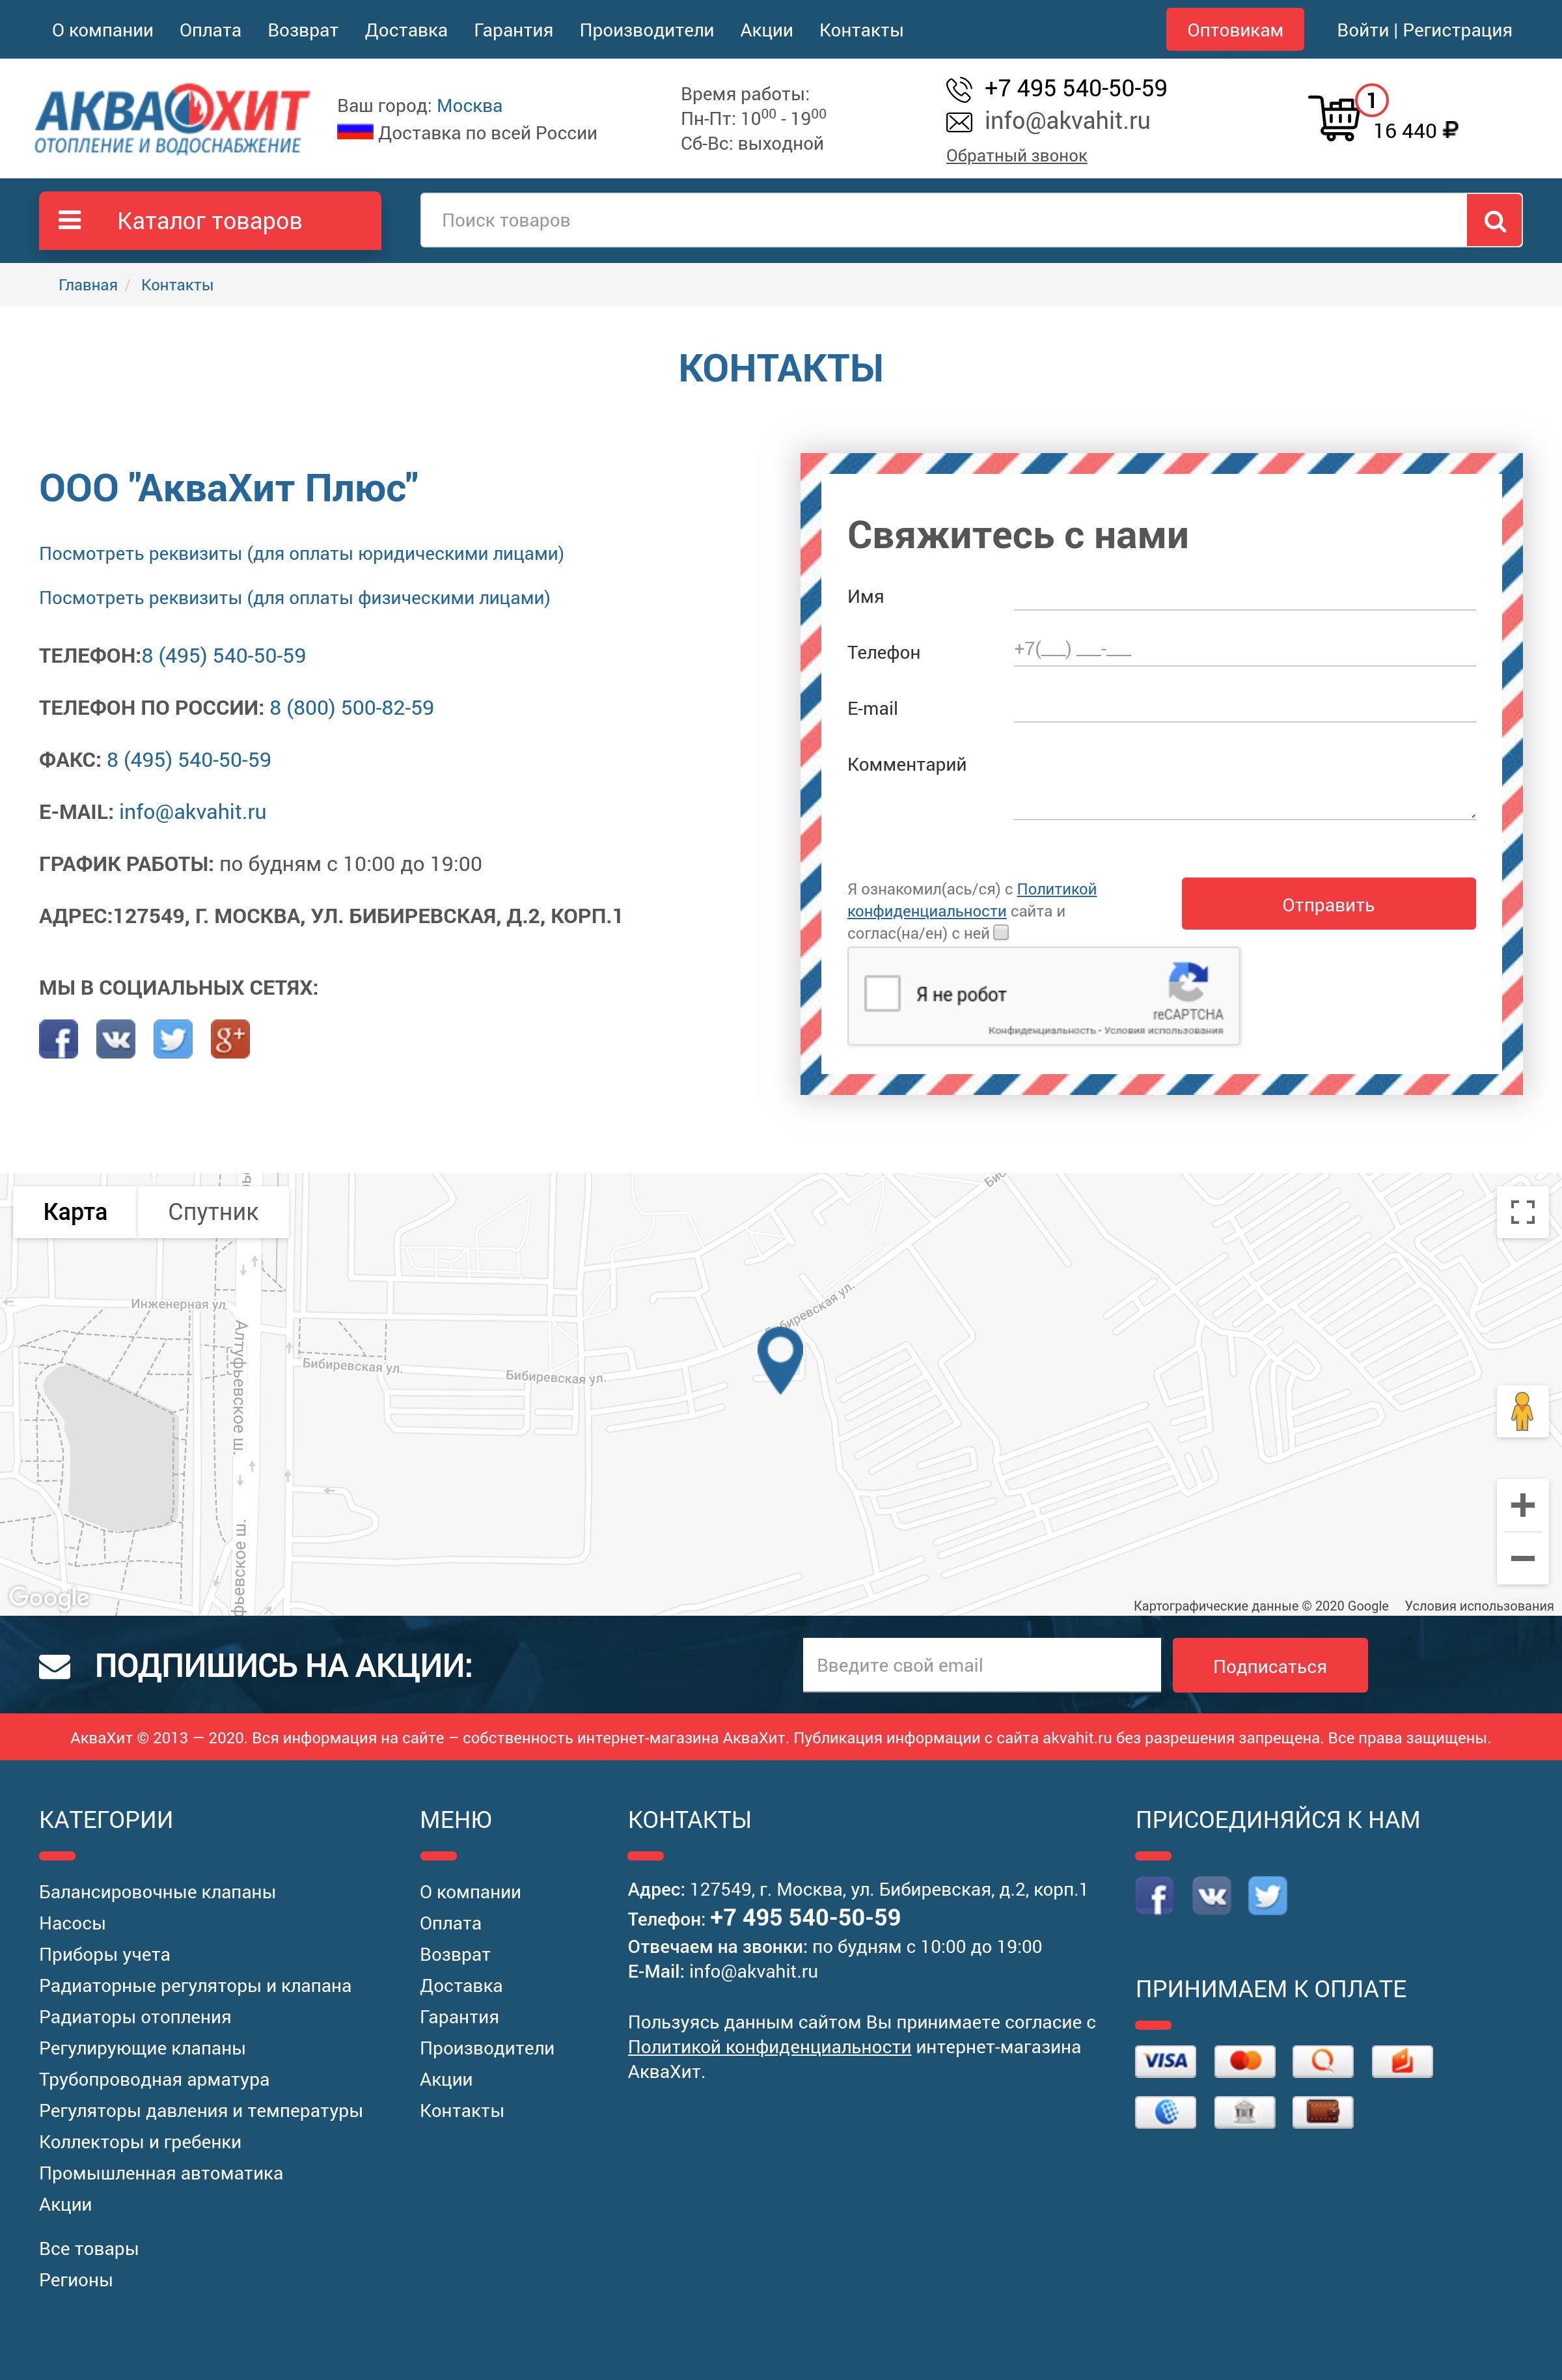 О компании Оплата Возврат Доставка Гарантия Производители Акции Контакты Оптовикам Войти | Регистрация
АКВАХИТ
ОТОПЛЕНИЕ И ВОДОСНАБЖЕНИЕ
Ваш город: Москва
Доставка по всей России
Время работы:
Пн-Пт: 10⁰⁰ - 19⁰⁰
Сб-Вс: выходной
+7 495 540-50-59
info@akvahit.ru
Обратный звонок
1
16 440 ₽
Каталог товаров
Поиск товаров
Главная / Контакты
КОНТАКТЫ
ООО "АкваХит Плюс"
Посмотреть реквизиты (для оплаты юридическими лицами)
Посмотреть реквизиты (для оплаты физическими лицами)
ТЕЛЕФОН:8 (495) 540-50-59
ТЕЛЕФОН ПО РОССИИ: 8 (800) 500-82-59
ФАКС: 8 (495) 540-50-59
E-MAIL: info@akvahit.ru
ГРАФИК РАБОТЫ: по будням с 10:00 до 19:00
АДРЕС:127549, Г. МОСКВА, УЛ. БИБИРЕВСКАЯ, Д.2, КОРП.1
МЫ В СОЦИАЛЬНЫХ СЕТЯХ:
Свяжитесь с нами
Имя
Телефон
+7(___) ___-___
E-mail
Комментарий
Я ознакомил(ась/ся) с Политикой
конфиденциальности сайта и
соглас(на/ен) с ней
Отправить
Я не робот
reCAPTCHA
Конфиденциальность - Условия использования
Карта Спутник
Инженерная ул.
Алтуфьевское ш.
Бибиревская ул.
Бибиревская ул.
Бибиревская ул.
Google
Картографические данные © 2020 Google Условия использования
ПОДПИШИСЬ НА АКЦИИ:
Введите свой email
Подписаться
АкваХит © 2013 — 2020. Вся информация на сайте – собственность интернет-магазина АкваХит. Публикация информации с сайта akvahit.ru без разрешения запрещена. Все права защищены.
КАТЕГОРИИ
Балансировочные клапаны
Насосы
Приборы учета
Радиаторные регуляторы и клапана
Радиаторы отопления
Регулирующие клапаны
Трубопроводная арматура
Регуляторы давления и температуры
Коллекторы и гребенки
Промышленная автоматика
Акции
Все товары
Регионы
МЕНЮ
О компании
Оплата
Возврат
Доставка
Гарантия
Производители
Акции
Контакты
КОНТАКТЫ
Адрес: 127549, г. Москва, ул. Бибиревская, д.2, корп.1
Телефон: +7 495 540-50-59
Отвечаем на звонки: по будням с 10:00 до 19:00
E-Mail: info@akvahit.ru
Пользуясь данным сайтом Вы принимаете согласие с
Политикой конфиденциальности интернет-магазина
АкваХит.
ПРИСОЕДИНЯЙСЯ К НАМ
ПРИНИМАЕМ К ОПЛАТЕ
VISA